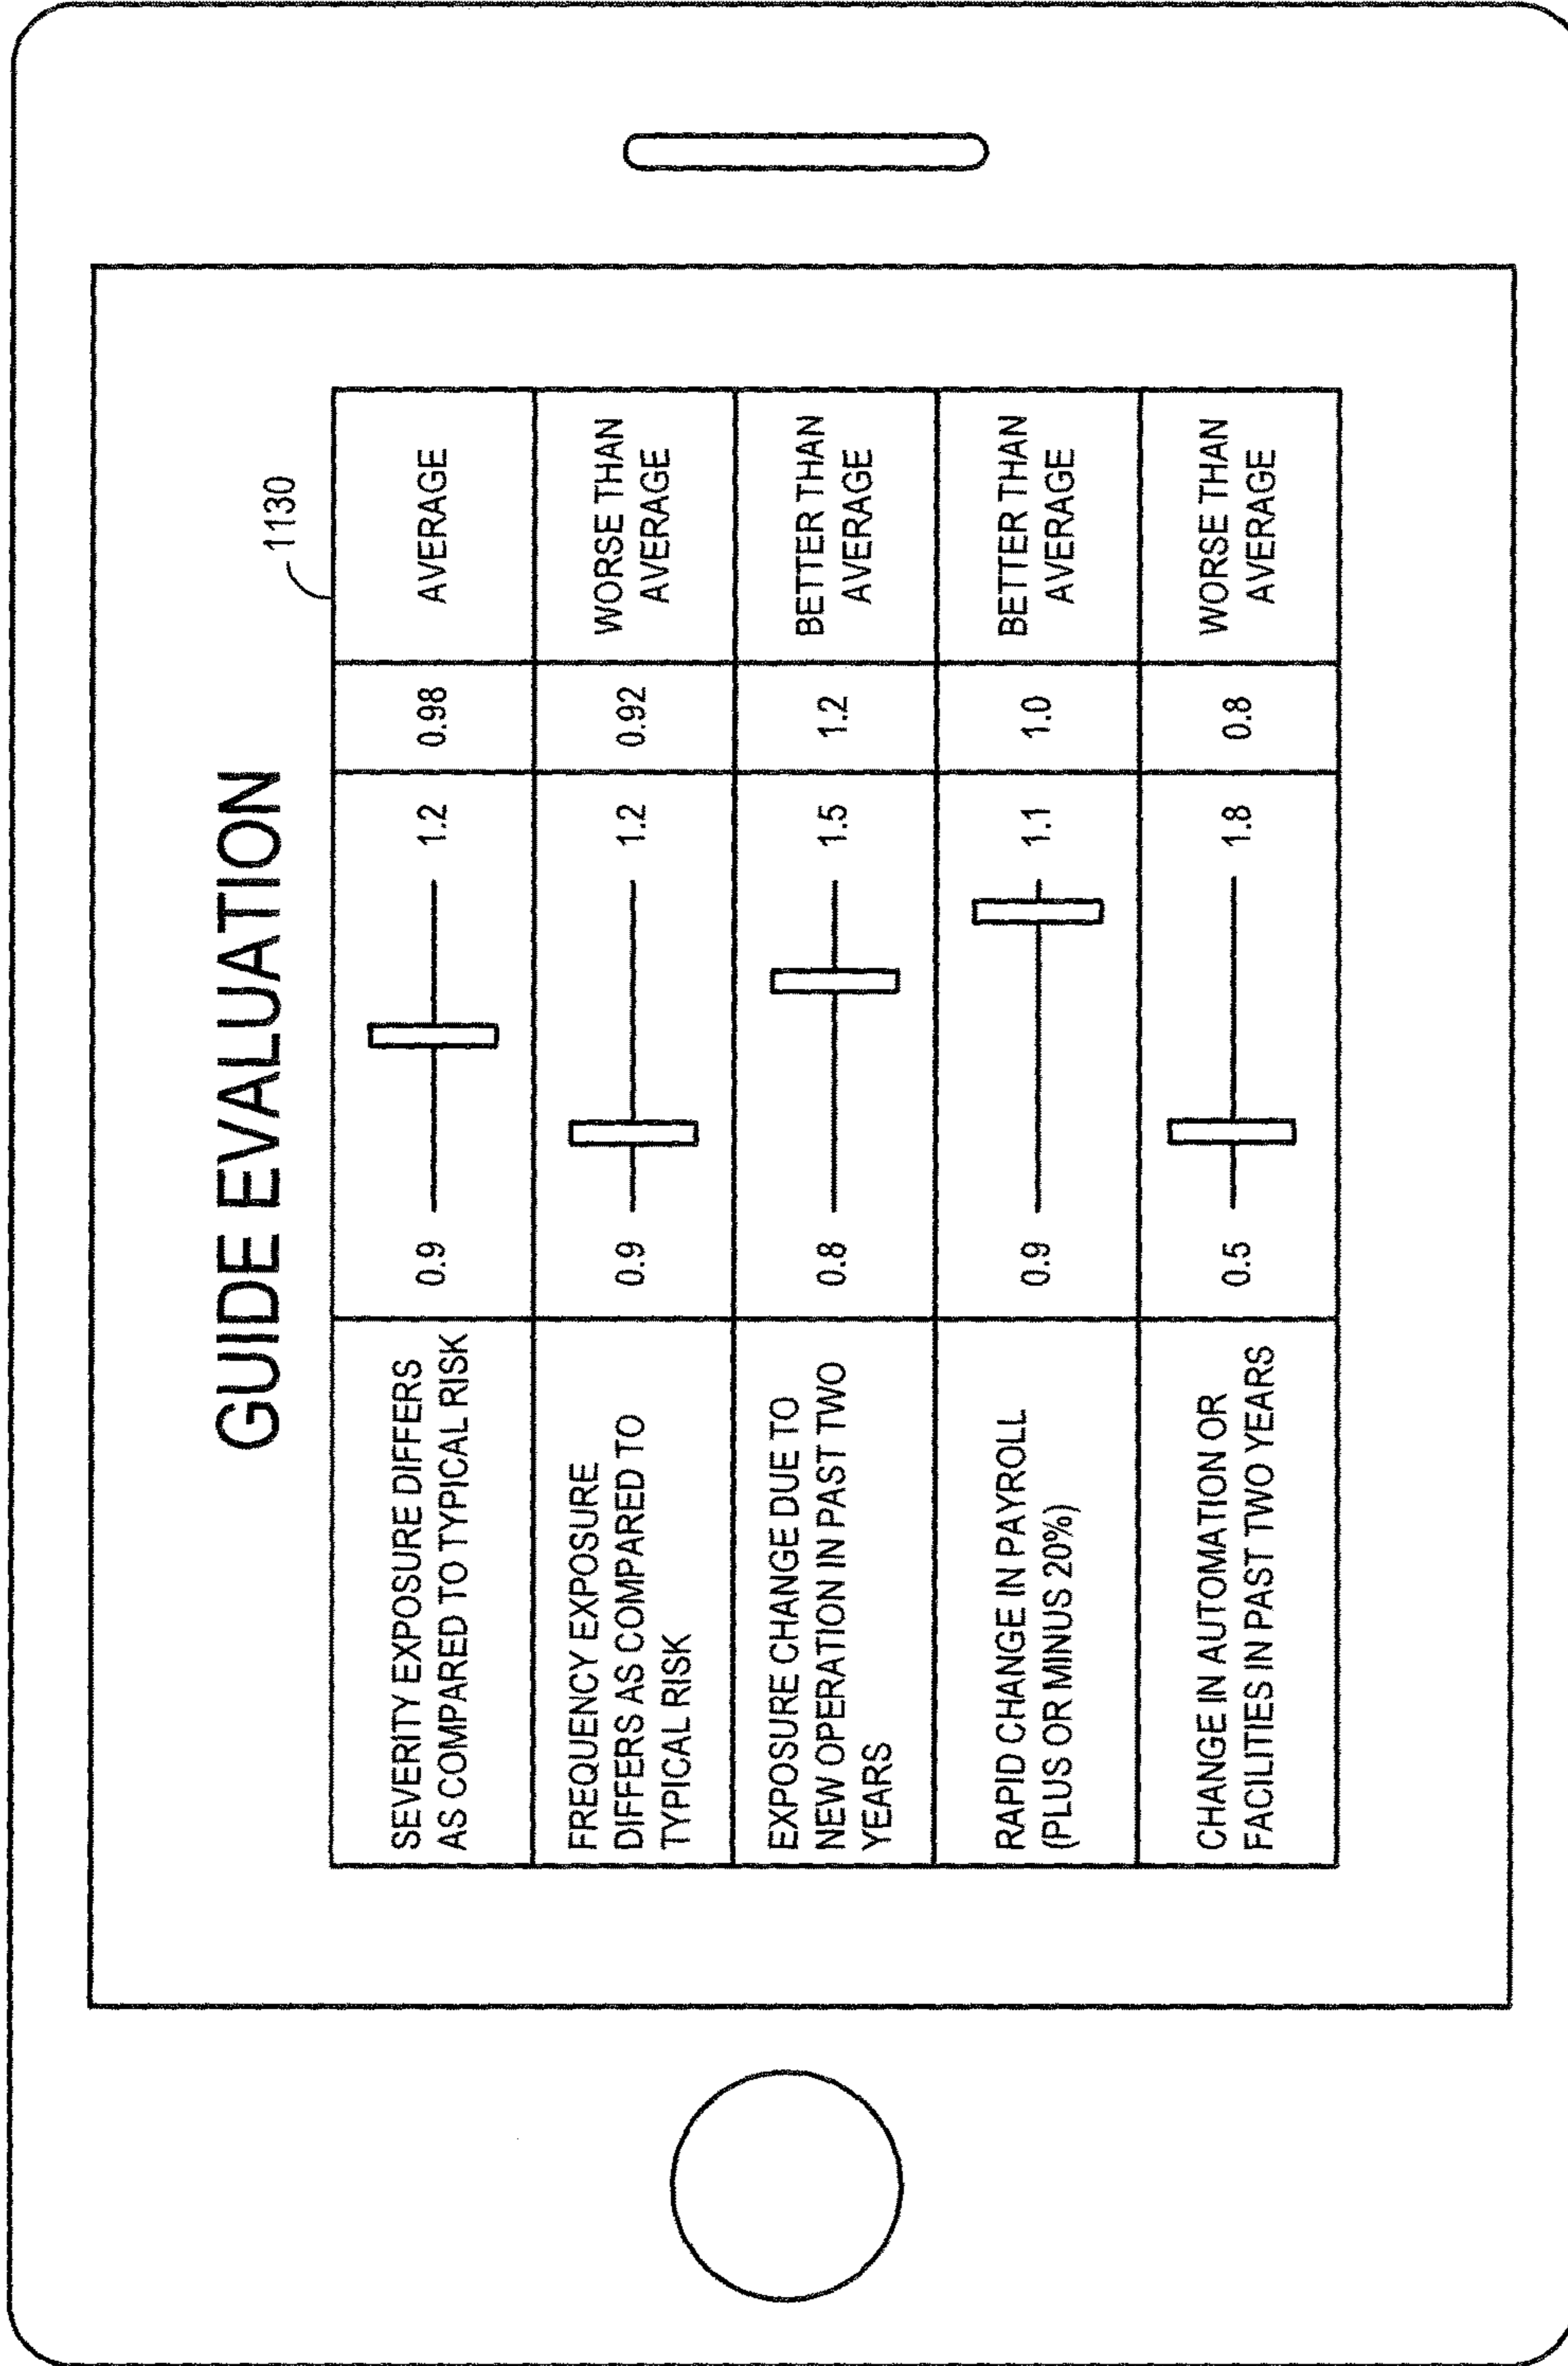 GUIDE EVALUATION
1130
SEVERITY EXPOSURE DIFFERS
AS COMPARED TO TYPICAL RISK
0.9
1.2
0.98
AVERAGE
FREQUENCY EXPOSURE
DIFFERS AS COMPARED TO
TYPICAL RISK
0.9
1.2
0.92
WORSE THAN
AVERAGE
EXPOSURE CHANGE DUE TO
NEW OPERATION IN PAST TWO
YEARS
0.8
1.5
1.2
BETTER THAN
AVERAGE
RAPID CHANGE IN PAYROLL
(PLUS OR MINUS 20%)
0.9
1.1
1.0
BETTER THAN
AVERAGE
CHANGE IN AUTOMATION OR
FACILITIES IN PAST TWO YEARS
0.5
1.8
0.8
WORSE THAN
AVERAGE